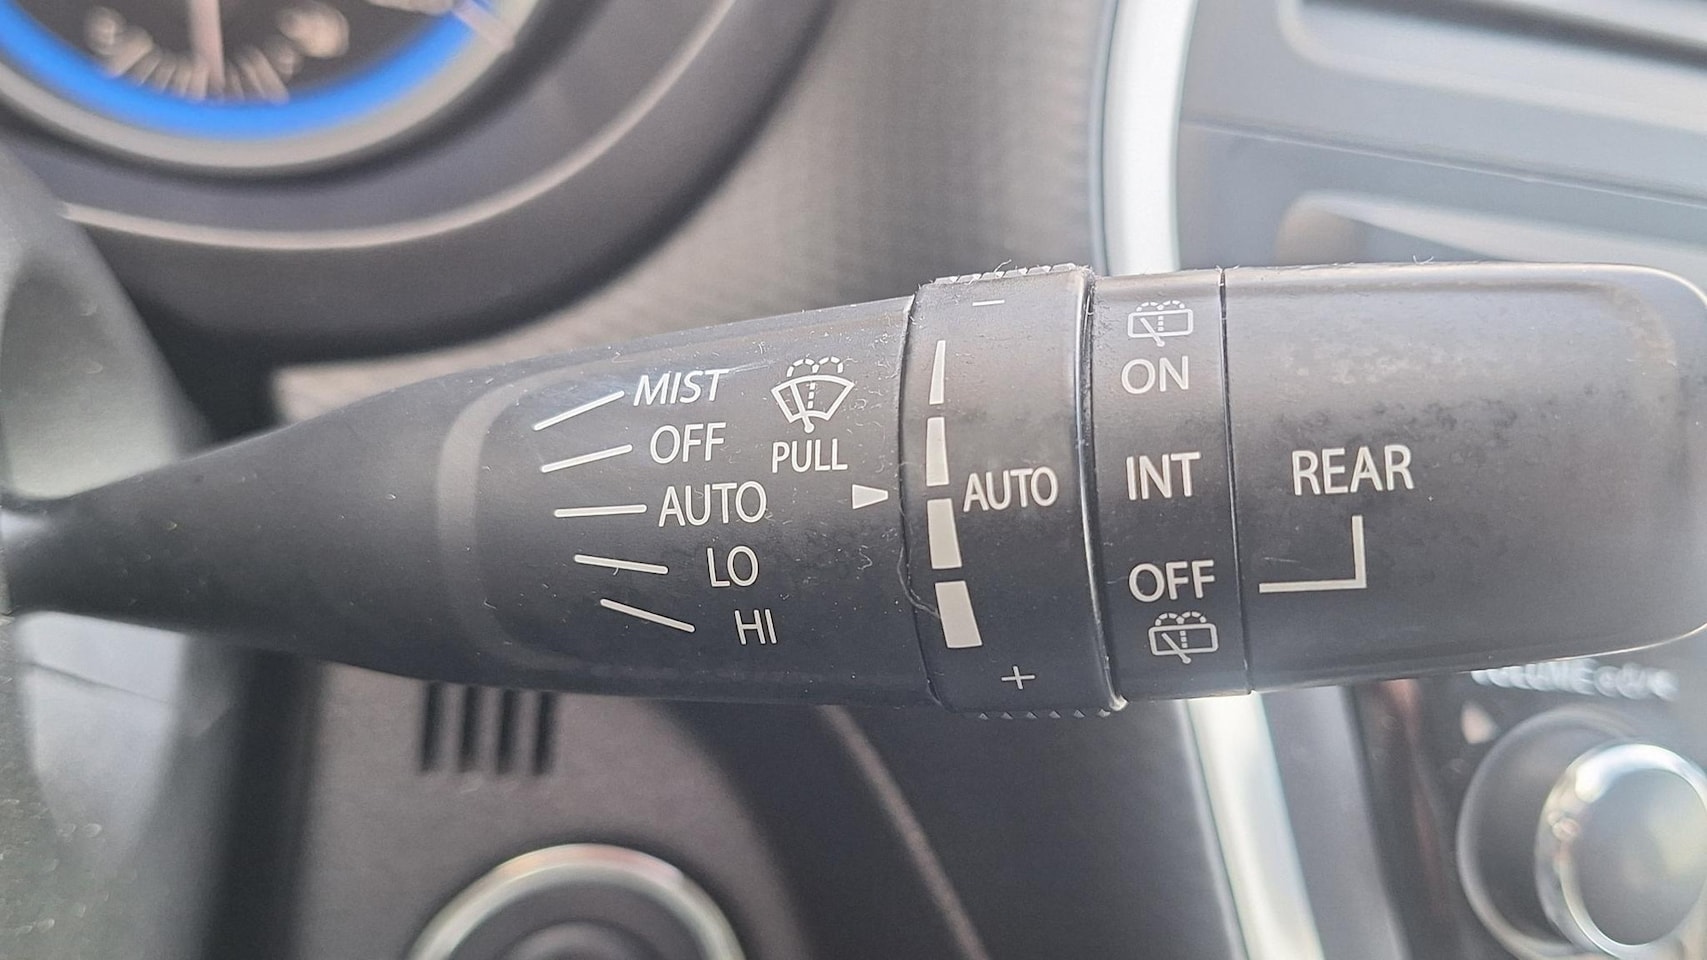 MIST
OFF
AUTO
LO
HI
PULL
−
AUTO
+
ON
INT
OFF
REAR